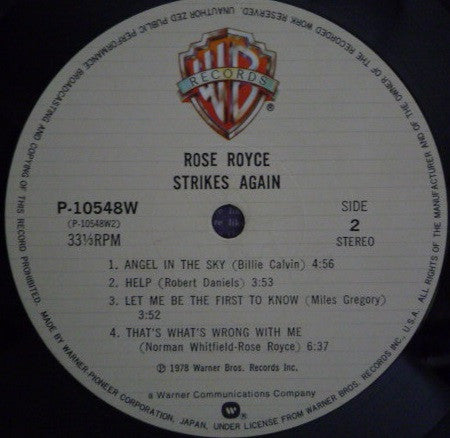 WB
RECORDS
®
ROSE ROYCE
STRIKES AGAIN
P-10548W
(P-10548W2)
33⅓RPM
SIDE
2
STEREO
1. ANGEL IN THE SKY (Billie Calvin) 4:56
2. HELP (Robert Daniels) 3:53
3. LET ME BE THE FIRST TO KNOW (Miles Gregory)
3:52
4. THAT'S WHAT'S WRONG WITH ME
(Norman Whitfield-Rose Royce) 6:37
℗ 1978 Warner Bros. Records Inc.
a Warner Communications Company
®
ALL RIGHTS OF THE MANUFACTURER AND OF THE OWNER OF THE RECORDED WORK RESERVED. UNAUTHORIZED PUBLIC PERFORMANCE BROADCASTING AND COPYING OF THIS RECORD PROHIBITED.
MADE BY WARNER-PIONEER CORPORATION, JAPAN, UNDER LICENSE FROM WARNER BROS. RECORDS INC. U.S.A.